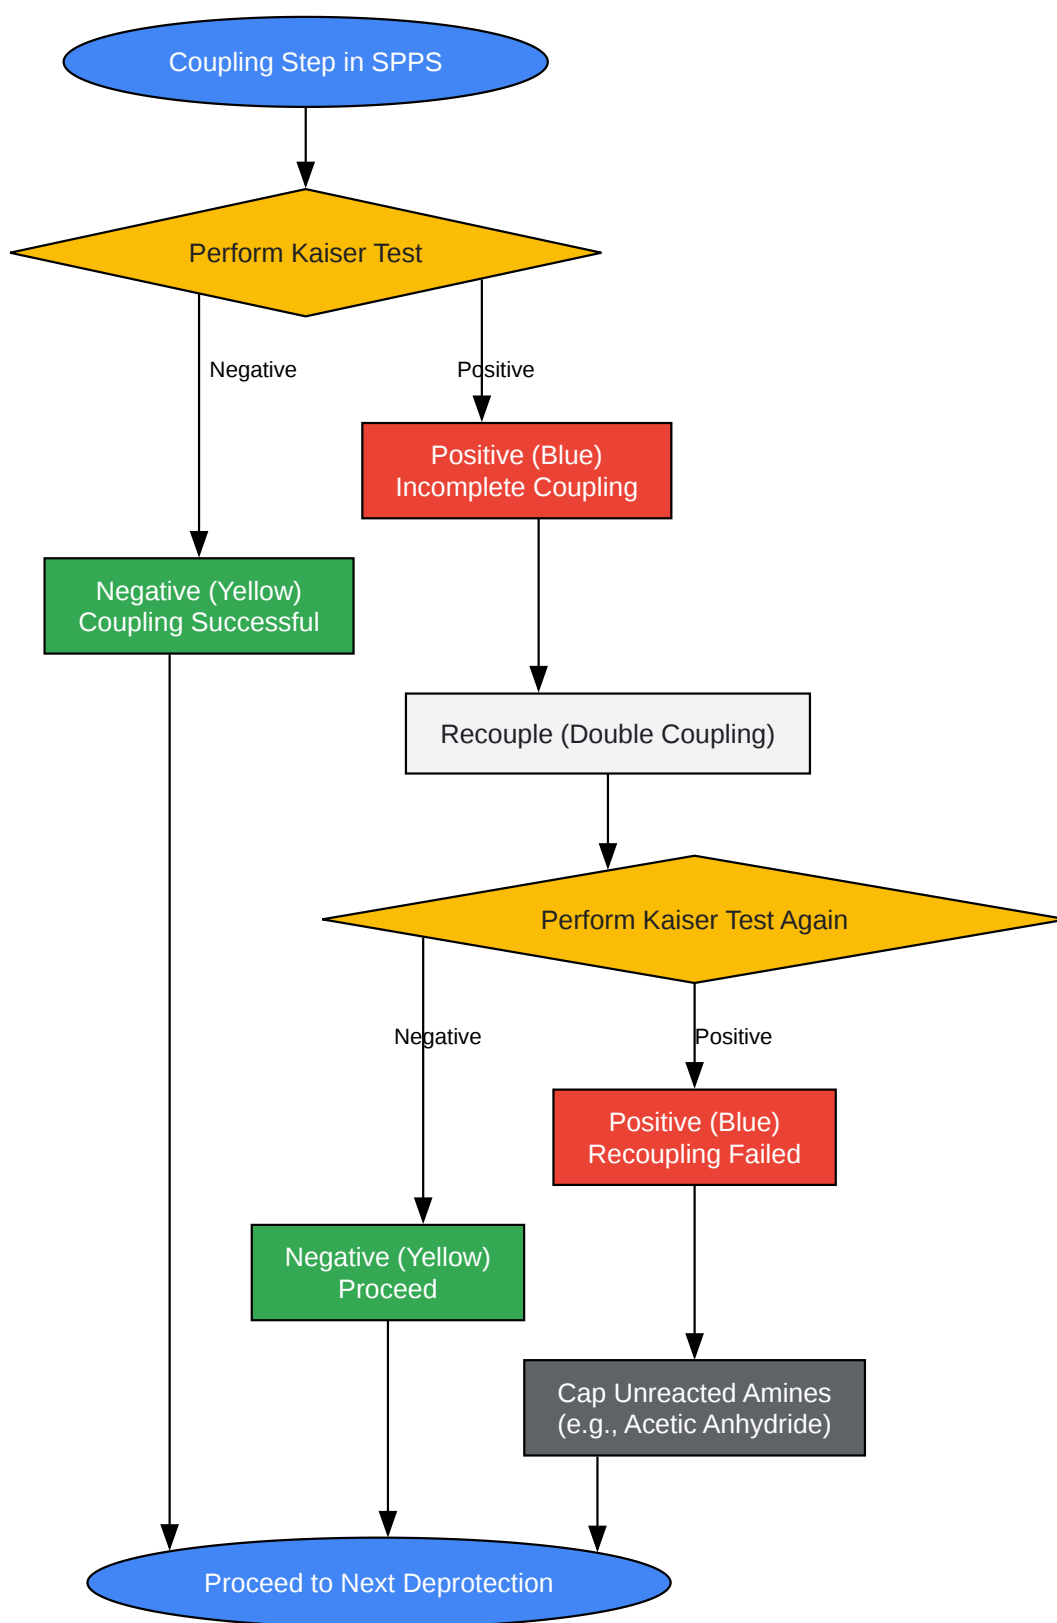 Coupling Step in SPPS
Perform Kaiser Test
Negative
Positive
Positive (Blue)
Incomplete Coupling
Negative (Yellow)
Coupling Successful
Recouple (Double Coupling)
Perform Kaiser Test Again
Negative
Positive
Positive (Blue)
Recoupling Failed
Negative (Yellow)
Proceed
Cap Unreacted Amines
(e.g., Acetic Anhydride)
Proceed to Next Deprotection